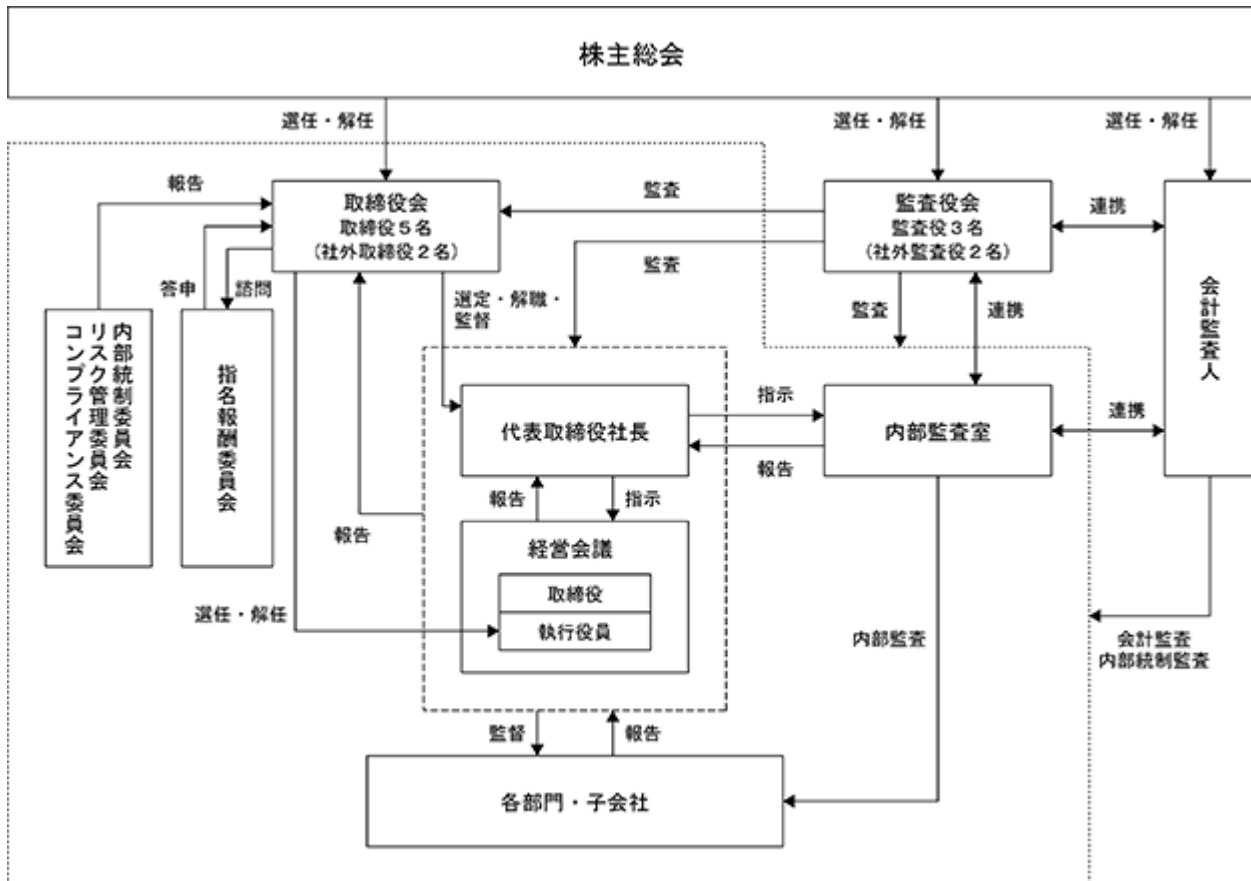 株主総会
選任・解任
選任・解任
選任・解任
報告
取締役会
取締役5名
(社外取締役2名)
監査
監査役会
監査役3名
(社外監査役2名)
連携
監査
答申
諮問
選定・解職・
監督
監査
連携
会計監査人
内部統制委員会
リスク管理委員会
コンプライアンス委員会
指名報酬委員会
代表取締役社長
指示
報告
内部監査室
連携
報告
指示
報告
経営会議
取締役
執行役員
選任・解任
内部監査
会計監査
内部統制監査
監督
報告
各部門・子会社